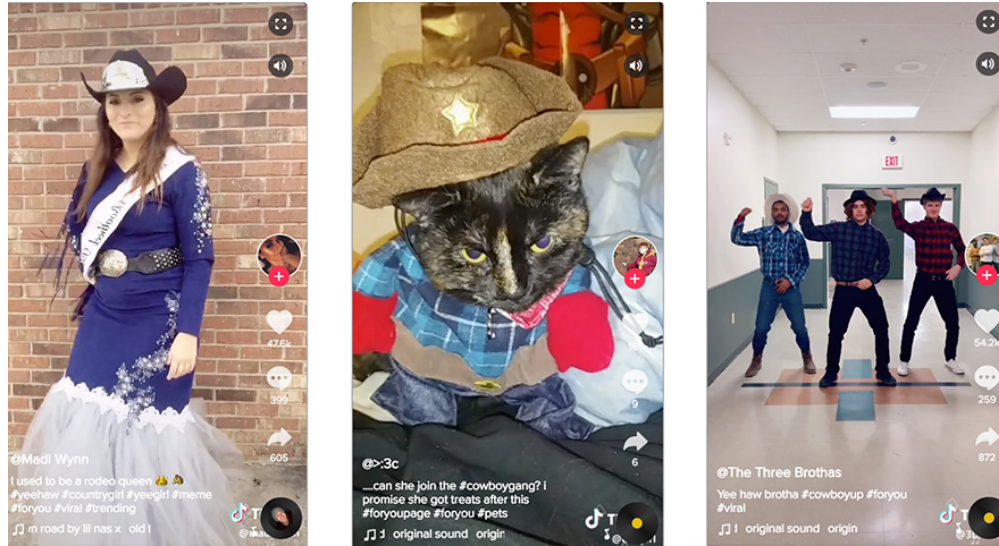 47.6k
399
605
@Madi Wynn
I used to be a rodeo queen
#yeehaw #countrygirl #yeegirl #meme
#foryou #viral #trending
m road by lil nas x old t
9
6
@>:3c
....can she join the #cowboygang? i
promise she got treats after this
#foryoupage #foryou #pets
original sound origin
EXIT
54.2k
259
872
@The Three Brothas
Yee haw brotha #cowboyup #foryou
#viral
original sound origin